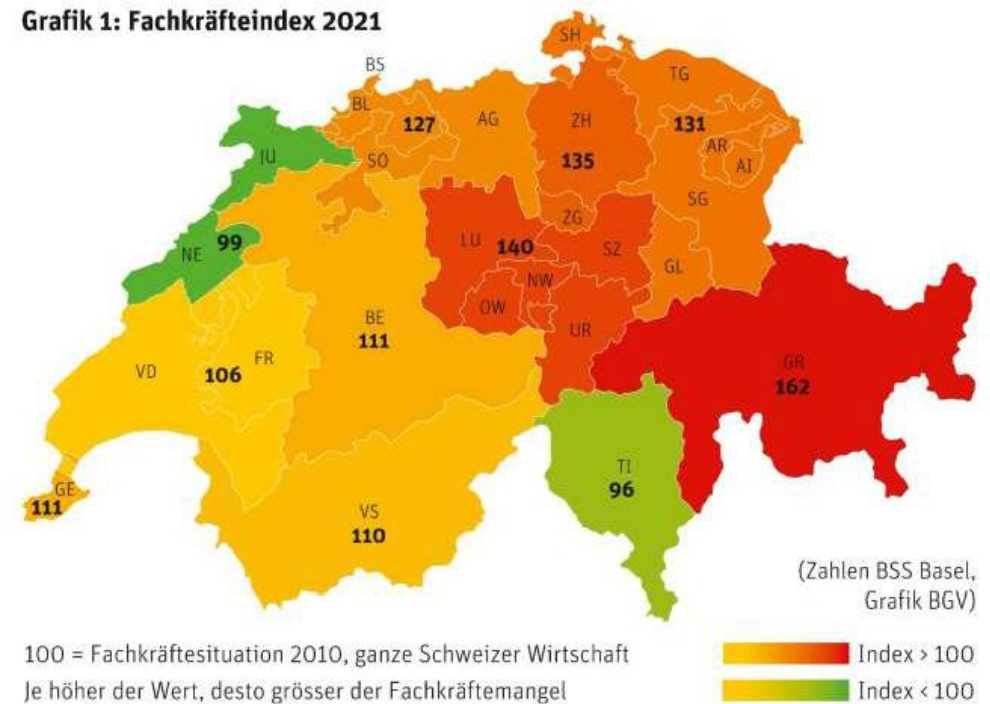 Grafik 1: Fachkräfteindex 2021
SH
BS
TG
BL
AG
ZH
127
131
AR
AI
JU
SO
135
SG
ZG
LU
140
SZ
NE
99
GL
NW
OW
UR
BE
111
VD
106
FR
GR
162
TI
96
GE
111
VS
110
(Zahlen BSS Basel,
Grafik BGV)
100 = Fachkräftesituation 2010, ganze Schweizer Wirtschaft
Index > 100
Je höher der Wert, desto grösser der Fachkräftemangel
Index < 100